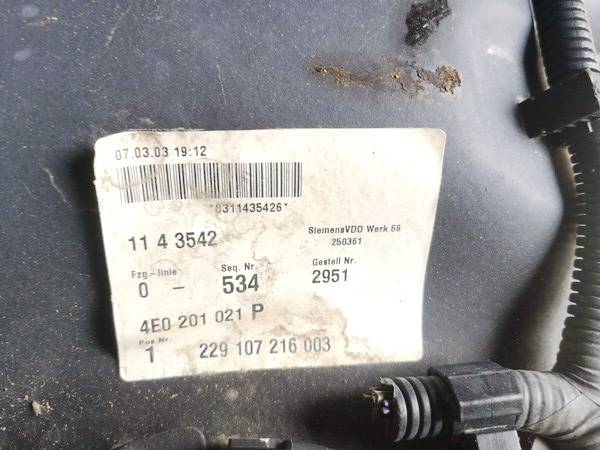 07.03.03 19:12
*0311435426*
11 4 3542
SiemensVDO Werk 66
250361
Fzg-linie
Seq. Nr.
Gestell Nr.
0 - 534 2951
4E0 201 021 P
Pos Nr.
1 229 107 216 003